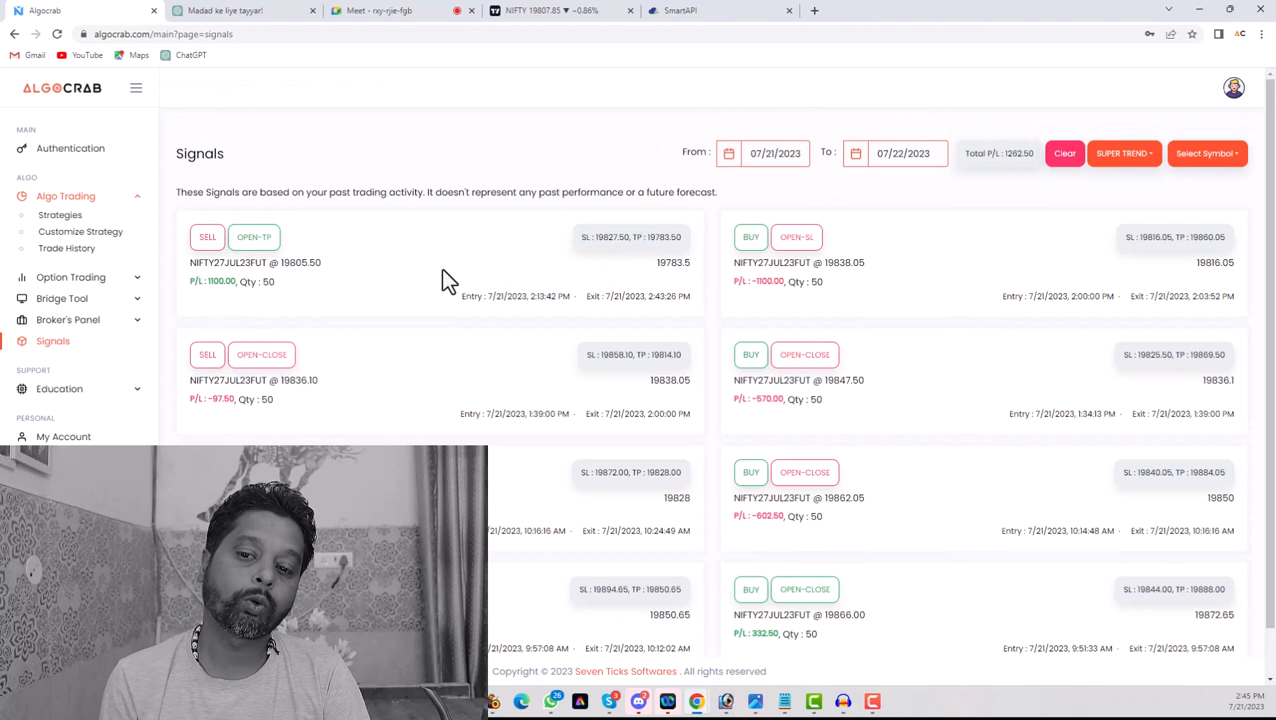 Algocrab
Madad ke liye tayyar!
Meet - rxy-rjie-fgb
NIFTY 19807.85 ▼ −0.86%
SmartAPI
algocrab.com/main?page=signals
Gmail
YouTube
Maps
ChatGPT
ALGOCRAB
MAIN
Authentication
ALGO
Algo Trading
Strategies
Customize Strategy
Trade History
Option Trading
Bridge Tool
Broker's Panel
Signals
SUPPORT
Education
PERSONAL
My Account
Signals
From : 07/21/2023 To : 07/22/2023 Total P/L : 1262.50 Clear SUPER TREND Select Symbol
These Signals are based on your past trading activity. It doesn't represent any past performance or a future forecast.
SELL OPEN-TP SL : 19827.50, TP : 19783.50
NIFTY27JUL23FUT @ 19805.50 19783.5
P/L : 1100.00, Qty : 50
Entry : 7/21/2023, 2:13:42 PM - Exit : 7/21/2023, 2:43:26 PM
BUY OPEN-SL SL : 19816.05, TP : 19860.05
NIFTY27JUL23FUT @ 19838.05 19816.05
P/L : -1100.00, Qty : 50
Entry : 7/21/2023, 2:00:00 PM - Exit : 7/21/2023, 2:03:52 PM
SELL OPEN-CLOSE SL : 19858.10, TP : 19814.10
NIFTY27JUL23FUT @ 19836.10 19838.05
P/L : -97.50, Qty : 50
Entry : 7/21/2023, 1:39:00 PM - Exit : 7/21/2023, 2:00:00 PM
BUY OPEN-CLOSE SL : 19825.50, TP : 19869.50
NIFTY27JUL23FUT @ 19847.50 19836.1
P/L : -570.00, Qty : 50
Entry : 7/21/2023, 1:34:13 PM - Exit : 7/21/2023, 1:39:00 PM
SL : 19872.00, TP : 19828.00
19828
10:16:16 AM - Exit : 7/21/2023, 10:24:49 AM
BUY OPEN-CLOSE SL : 19840.05, TP : 19884.05
NIFTY27JUL23FUT @ 19862.05 19850
P/L : -602.50, Qty : 50
Entry : 7/21/2023, 10:14:48 AM - Exit : 7/21/2023, 10:16:16 AM
SL : 19894.65, TP : 19850.65
19850.65
9:57:08 AM - Exit : 7/21/2023, 10:12:02 AM
BUY OPEN-CLOSE SL : 19844.00, TP : 19888.00
NIFTY27JUL23FUT @ 19866.00 19872.65
P/L : 332.50, Qty : 50
Entry : 7/21/2023, 9:51:33 AM - Exit : 7/21/2023, 9:57:08 AM
Copyright © 2023 Seven Ticks Softwares . All rights reserved
26
3
2
2:45 PM
7/21/2023